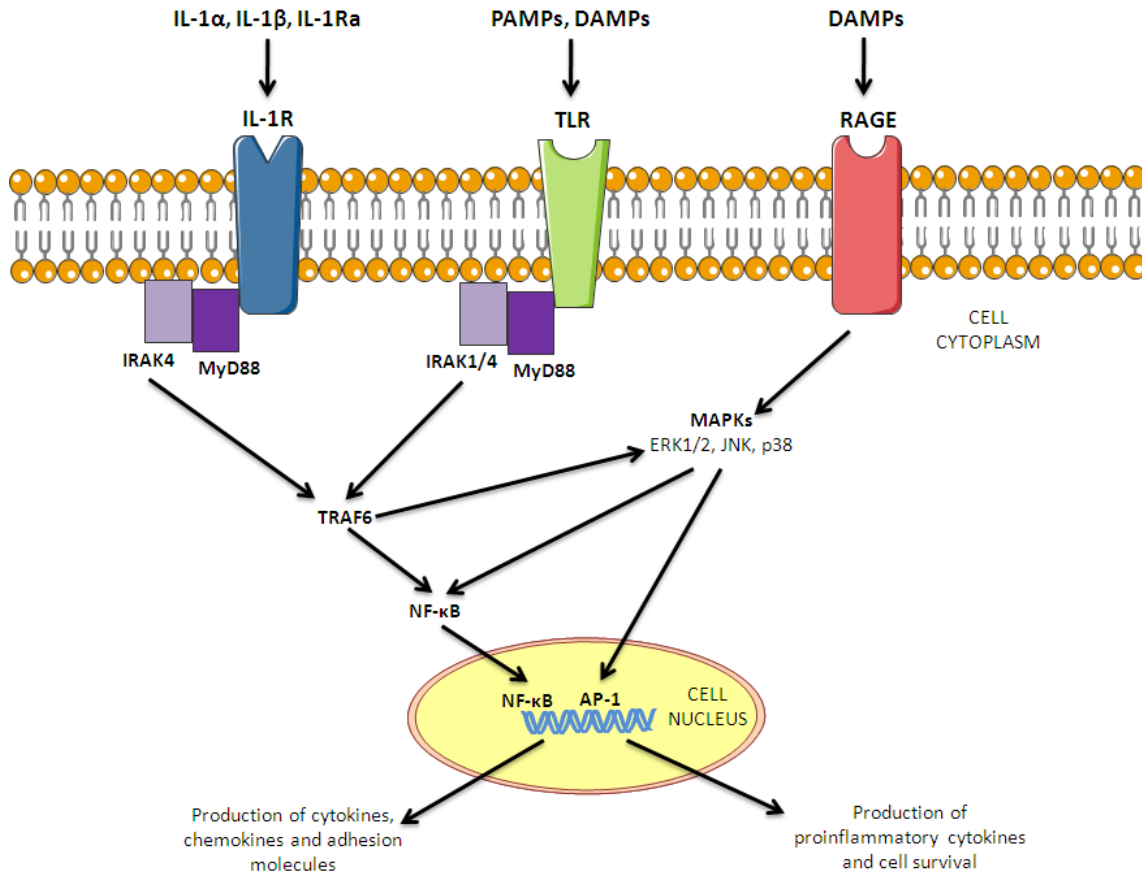 IL-1α, IL-1β, IL-1Ra
PAMPs, DAMPs
DAMPs
IL-1R
TLR
RAGE
CELL
CYTOPLASM
IRAK4
MyD88
IRAK1/4
MyD88
MAPKs
ERK1/2, JNK, p38
TRAF6
NF-κB
NF-κB
AP-1
CELL
NUCLEUS
Production of cytokines,
chemokines and adhesion
molecules
Production of
proinflammatory cytokines
and cell survival